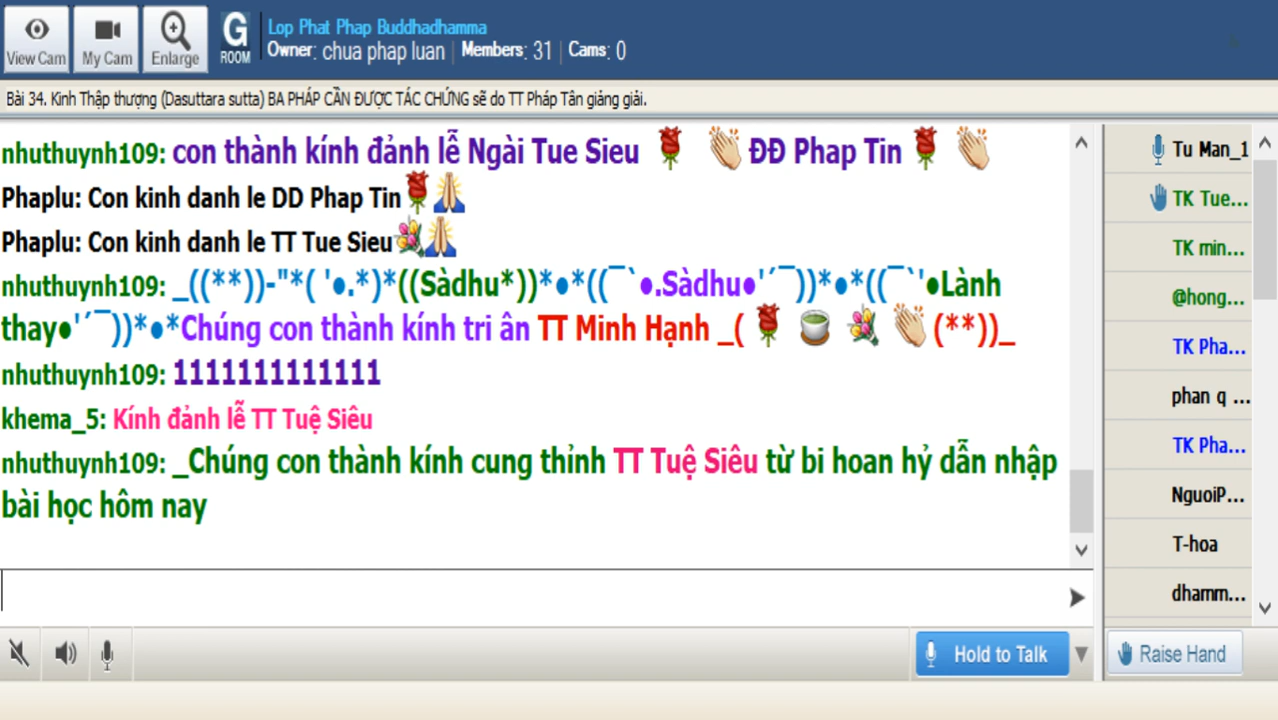 Lop Phat Phap Buddhadhamma
View Cam My Cam Enlarge G ROOM Owner: chua phap luan | Members: 31 | Cams: 0
Bài 34. Kinh Thập thượng (Dasuttara sutta) BA PHÁP CẦN ĐƯỢC TÁC CHỨNG sẽ do TT Pháp Tân giảng giải.
nhuthuynh109: con thành kính đảnh lễ Ngài Tue Sieu 🌹 👏 ĐĐ Phap Tin 🌹 👏
Phaplu: Con kinh danh le DD Phap Tin🌹🙏
Phaplu: Con kinh danh le TT Tue Sieu💐🙏
nhuthuynh109: _((**))-"*( '●.*)*((Sàdhu*))*●*((¯`●.Sàdhu●'´¯))*●*((¯`'●Lành
thay●'´¯))*●*Chúng con thành kính tri ân TT Minh Hạnh _( 🌹 🍵 💐 👏 (**))_
nhuthuynh109: 1111111111111
khema_5: Kính đảnh lễ TT Tuệ Siêu
nhuthuynh109: _Chúng con thành kính cung thỉnh TT Tuệ Siêu từ bi hoan hỷ dẫn nhập
bài học hôm nay
Hold to Talk
Tu Man_1
TK Tue...
TK min...
@hong...
TK Pha...
phan q ...
TK Pha...
NguoiP...
T-hoa
dhamm...
Raise Hand